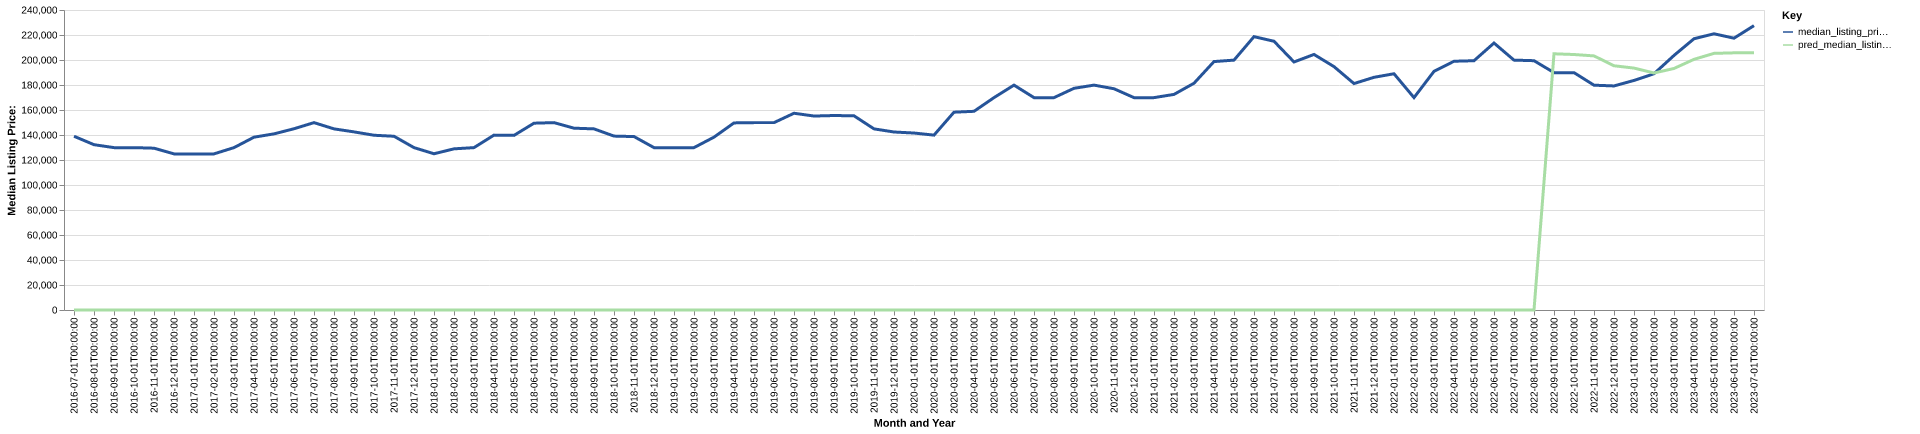 Key
median_listing_pri…
pred_median_listin…
Median Listing Price:
240,000
220,000
200,000
180,000
160,000
140,000
120,000
100,000
80,000
60,000
40,000
20,000
0
2016-07-01T00:00:00
2016-08-01T00:00:00
2016-09-01T00:00:00
2016-10-01T00:00:00
2016-11-01T00:00:00
2016-12-01T00:00:00
2017-01-01T00:00:00
2017-02-01T00:00:00
2017-03-01T00:00:00
2017-04-01T00:00:00
2017-05-01T00:00:00
2017-06-01T00:00:00
2017-07-01T00:00:00
2017-08-01T00:00:00
2017-09-01T00:00:00
2017-10-01T00:00:00
2017-11-01T00:00:00
2017-12-01T00:00:00
2018-01-01T00:00:00
2018-02-01T00:00:00
2018-03-01T00:00:00
2018-04-01T00:00:00
2018-05-01T00:00:00
2018-06-01T00:00:00
2018-07-01T00:00:00
2018-08-01T00:00:00
2018-09-01T00:00:00
2018-10-01T00:00:00
2018-11-01T00:00:00
2018-12-01T00:00:00
2019-01-01T00:00:00
2019-02-01T00:00:00
2019-03-01T00:00:00
2019-04-01T00:00:00
2019-05-01T00:00:00
2019-06-01T00:00:00
2019-07-01T00:00:00
2019-08-01T00:00:00
2019-09-01T00:00:00
2019-10-01T00:00:00
2019-11-01T00:00:00
2019-12-01T00:00:00
2020-01-01T00:00:00
2020-02-01T00:00:00
2020-03-01T00:00:00
2020-04-01T00:00:00
2020-05-01T00:00:00
2020-06-01T00:00:00
2020-07-01T00:00:00
2020-08-01T00:00:00
2020-09-01T00:00:00
2020-10-01T00:00:00
2020-11-01T00:00:00
2020-12-01T00:00:00
2021-01-01T00:00:00
2021-02-01T00:00:00
2021-03-01T00:00:00
2021-04-01T00:00:00
2021-05-01T00:00:00
2021-06-01T00:00:00
2021-07-01T00:00:00
2021-08-01T00:00:00
2021-09-01T00:00:00
2021-10-01T00:00:00
2021-11-01T00:00:00
2021-12-01T00:00:00
2022-01-01T00:00:00
2022-02-01T00:00:00
2022-03-01T00:00:00
2022-04-01T00:00:00
2022-05-01T00:00:00
2022-06-01T00:00:00
2022-07-01T00:00:00
2022-08-01T00:00:00
2022-09-01T00:00:00
2022-10-01T00:00:00
2022-11-01T00:00:00
2022-12-01T00:00:00
2023-01-01T00:00:00
2023-02-01T00:00:00
2023-03-01T00:00:00
2023-04-01T00:00:00
2023-05-01T00:00:00
2023-06-01T00:00:00
2023-07-01T00:00:00
Month and Year